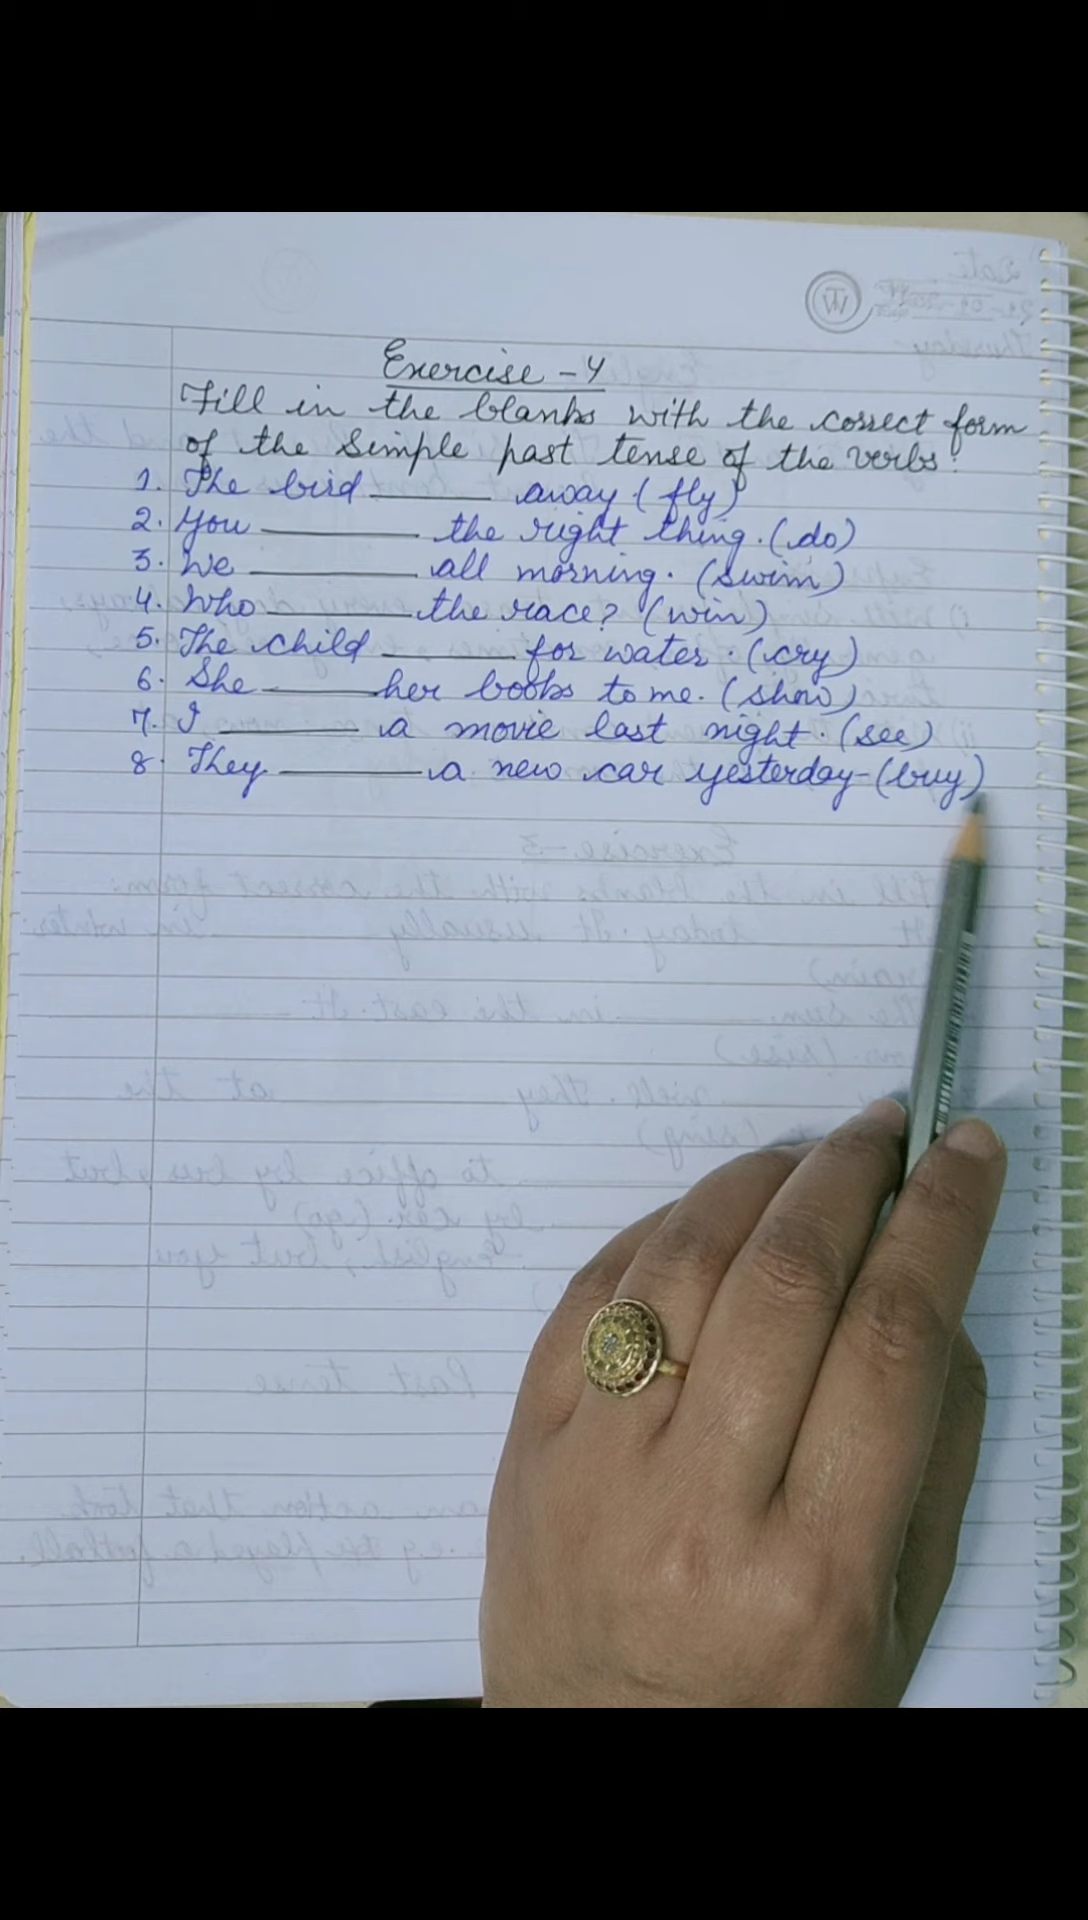 Exercise - 4
Fill in the blanks with the correct form
of the Simple past tense of the verbs:
1. The bird ______ away (fly)
2. You ______ the right thing. (do)
3. We ______ all morning. (swim)
4. Who ______ the race? (win)
5. The child ______ for water. (cry)
6. She ______ her books to me. (show)
7. I ______ a movie last night. (see)
8. They ______ a new car yesterday - (buy)